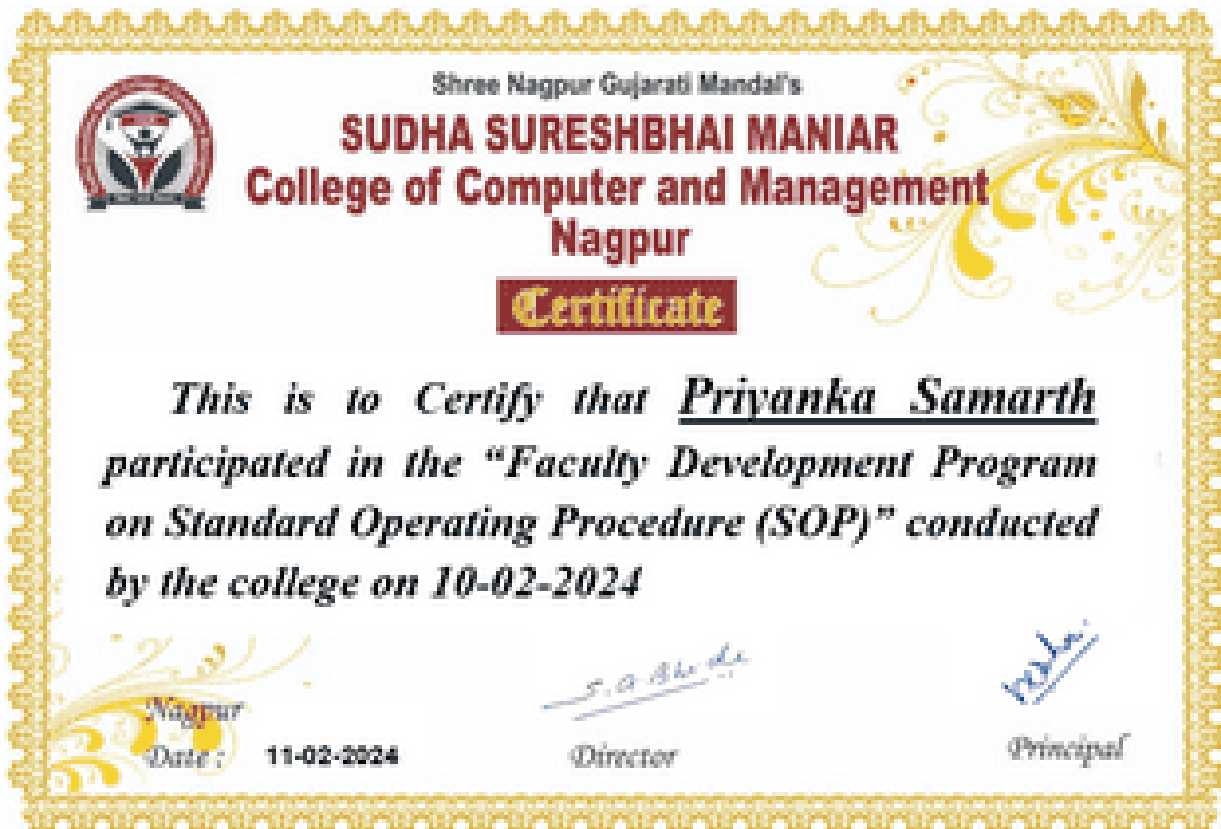 Shree Nagpur Gujarati Mandal's
SUDHA SURESHBHAI MANIAR
College of Computer and Management
Nagpur
Certificate
This is to Certify that Priyanka Samarth
participated in the “Faculty Development Program
on Standard Operating Procedure (SOP)” conducted
by the college on 10-02-2024
Nagpur
Date : 11-02-2024
Director
Principal